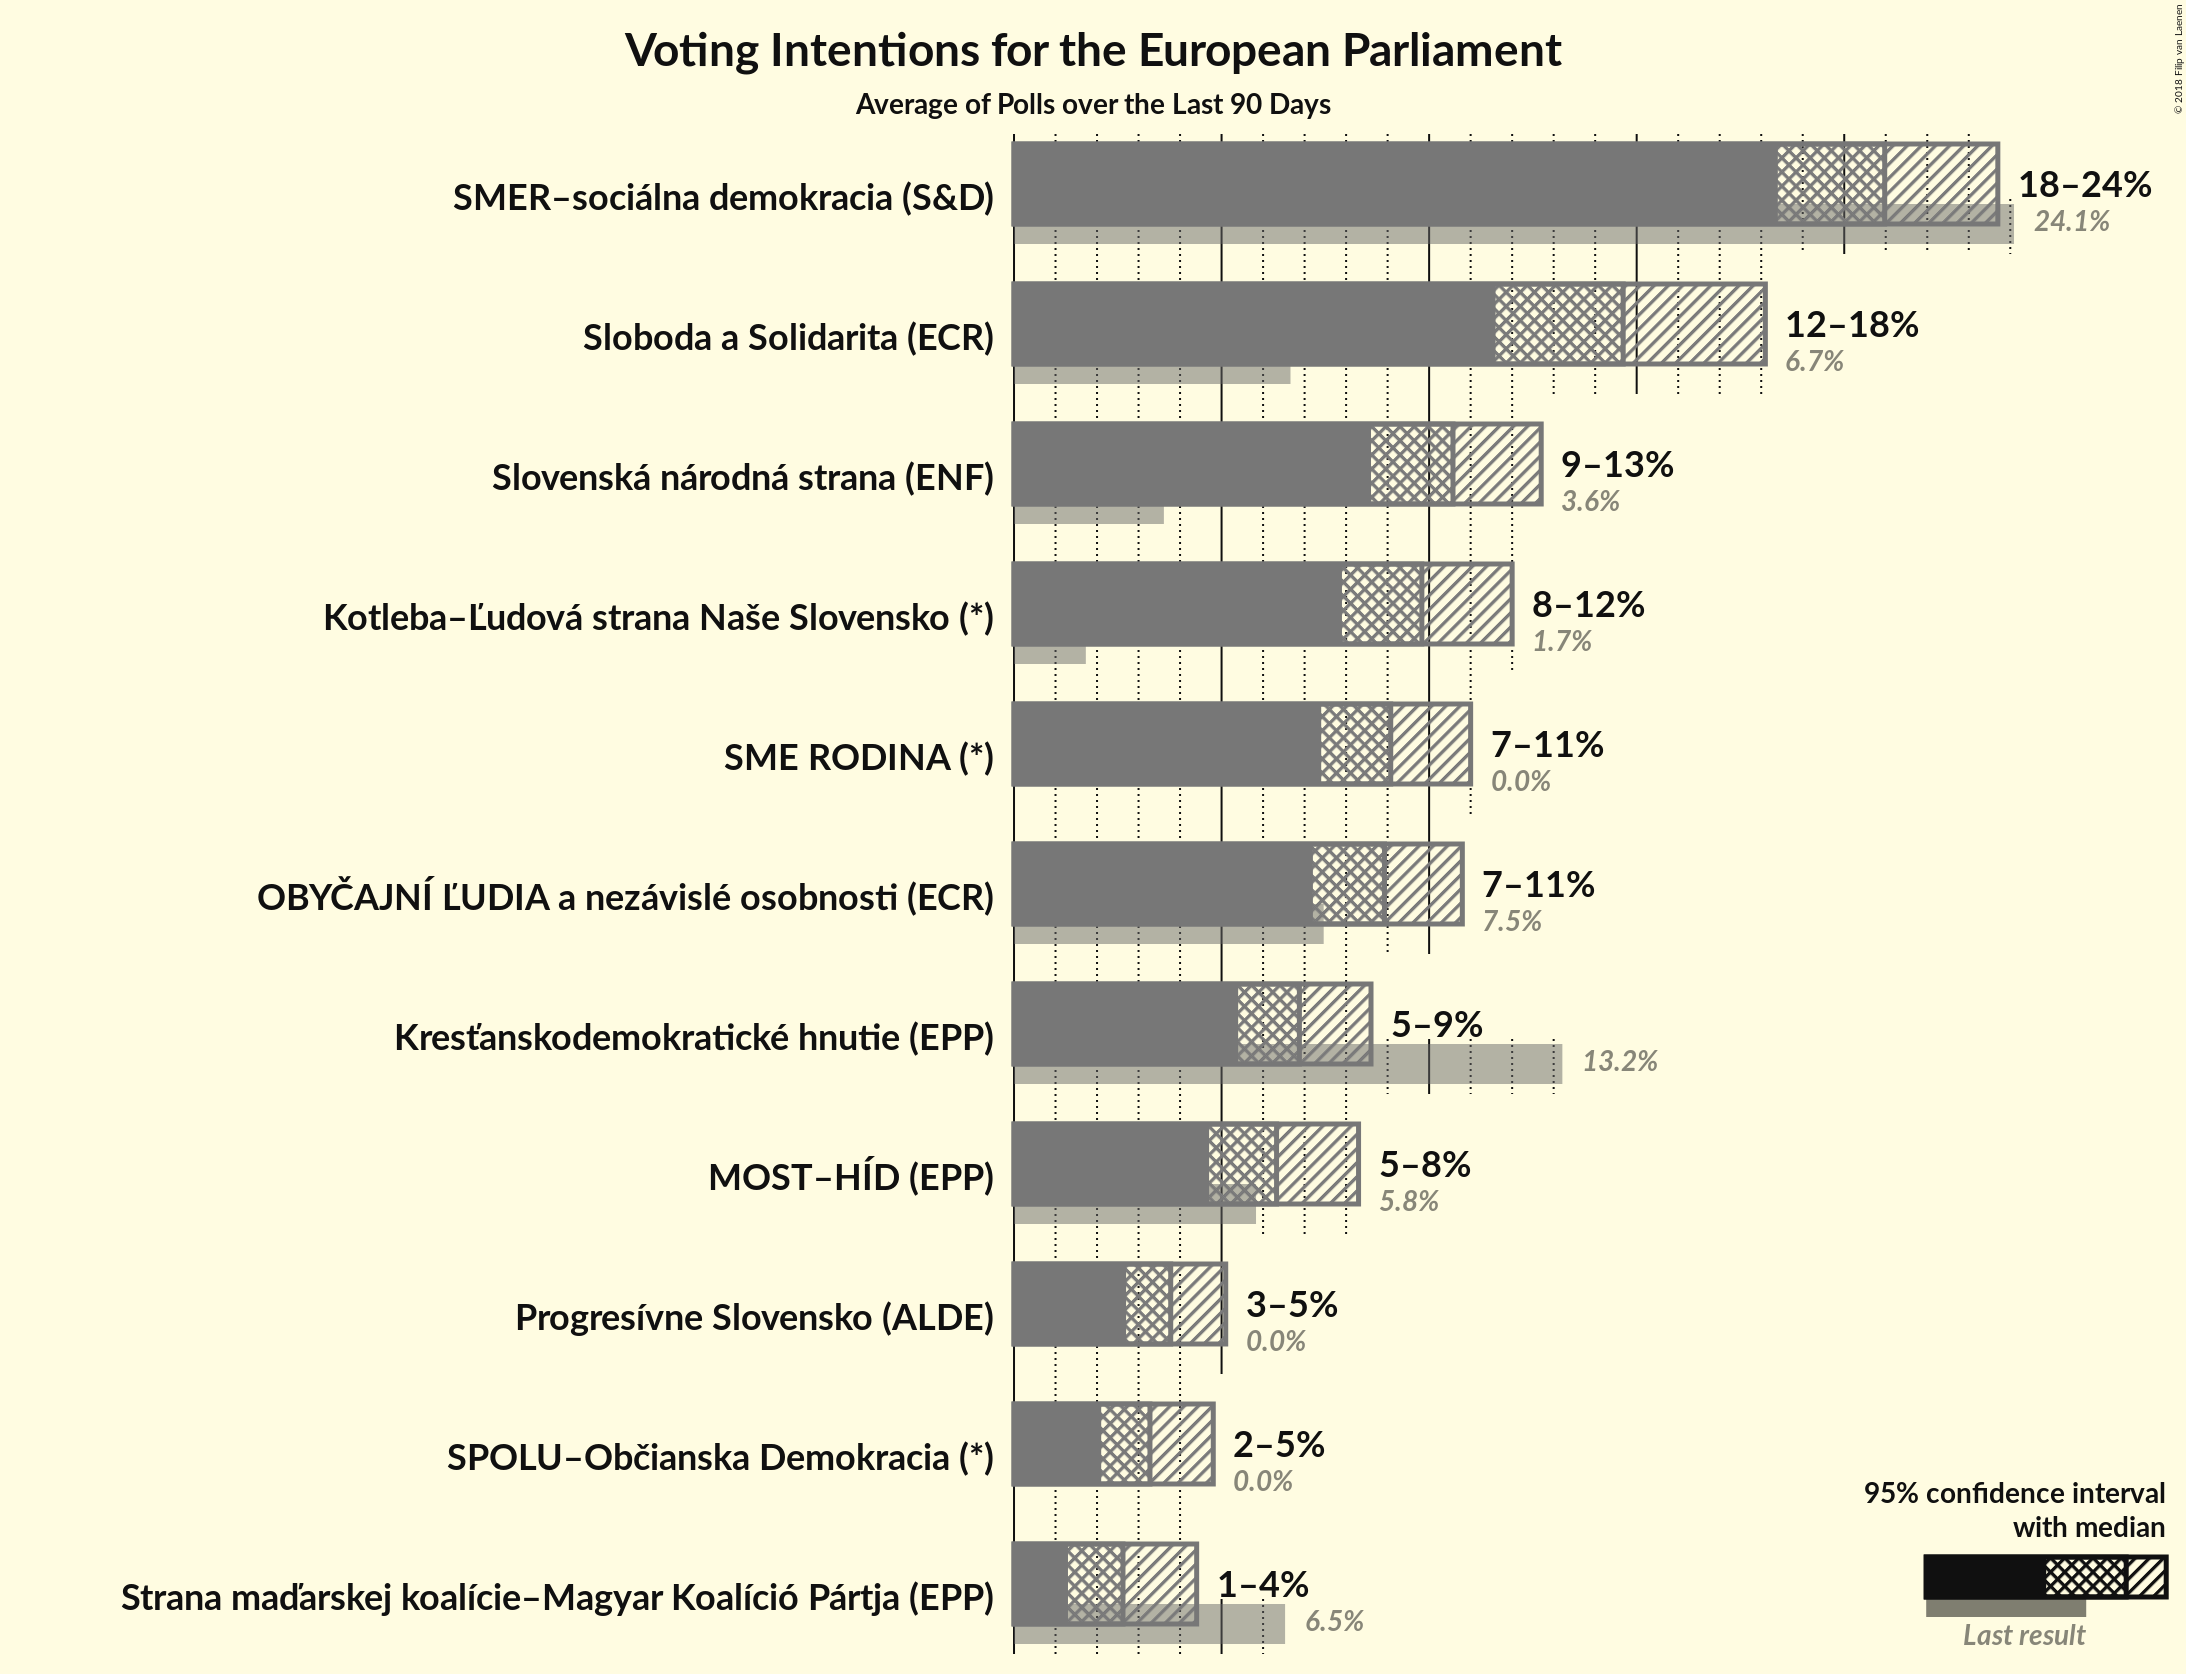 Voting Intentions for the European Parliament
Average of Polls over the Last 90 Days
© 2018 Filip van Laenen
SMER–sociálna demokracia (S&D)
18–24%
24.1%
Sloboda a Solidarita (ECR)
12–18%
6.7%
Slovenská národná strana (ENF)
9–13%
3.6%
Kotleba–Ľudová strana Naše Slovensko (*)
8–12%
1.7%
SME RODINA (*)
7–11%
0.0%
OBYČAJNÍ ĽUDIA a nezávislé osobnosti (ECR)
7–11%
7.5%
Kresťanskodemokratické hnutie (EPP)
5–9%
13.2%
MOST–HÍD (EPP)
5–8%
5.8%
Progresívne Slovensko (ALDE)
3–5%
0.0%
SPOLU–Občianska Demokracia (*)
2–5%
0.0%
Strana maďarskej koalície–Magyar Koalíció Pártja (EPP)
1–4%
6.5%
95% confidence interval
with median
Last result